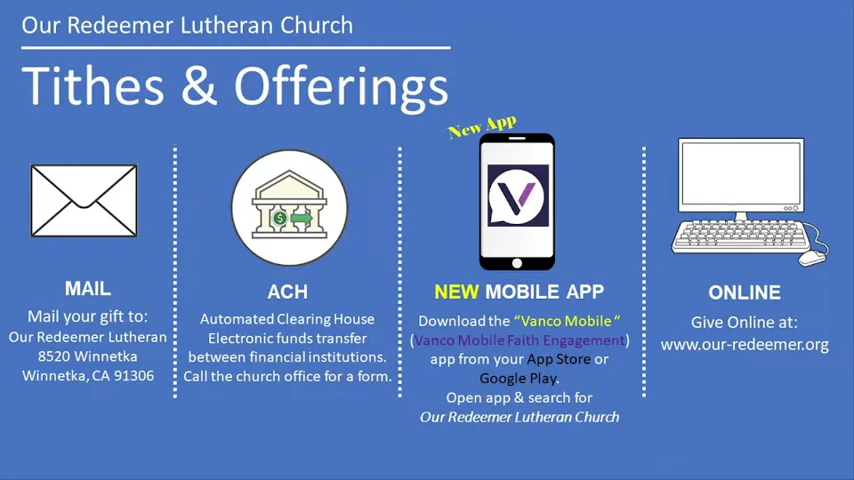 Our Redeemer Lutheran Church
Tithes & Offerings
MAIL
Mail your gift to:
Our Redeemer Lutheran
8520 Winnetka
Winnetka, CA 91306
$
ACH
Automated Clearing House
Electronic funds transfer
between financial institutions.
Call the church office for a form.
New App
V
NEW MOBILE APP
Download the “Vanco Mobile “
(Vanco Mobile Faith Engagement)
app from your App Store or
Google Play.
Open app & search for
Our Redeemer Lutheran Church
ONLINE
Give Online at:
www.our-redeemer.org